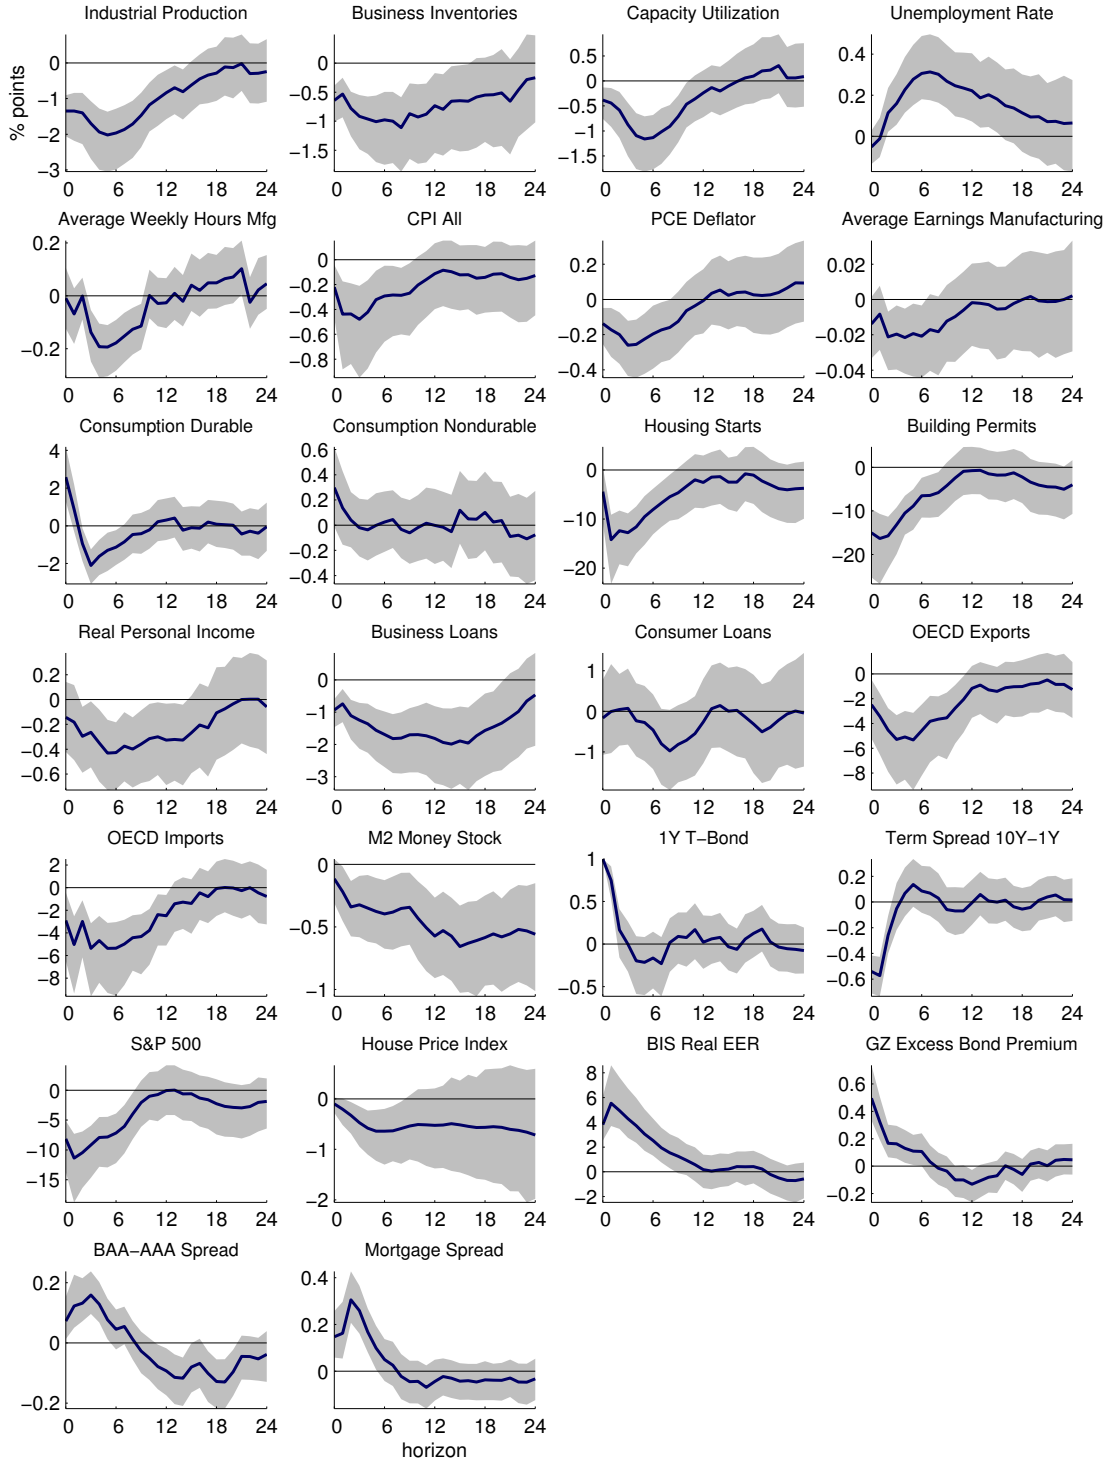 Industrial Production
Business Inventories
Capacity Utilization
Unemployment Rate
% points
0
−1
−2
−3
0 6 12 18 24
0
−0.5
−1
−1.5
0 6 12 18 24
0.5
0
−0.5
−1
−1.5
0 6 12 18 24
0.4
0.2
0
0 6 12 18 24
Average Weekly Hours Mfg
CPI All
PCE Deflator
Average Earnings Manufacturing
0.2
0
−0.2
0 6 12 18 24
0
−0.2
−0.4
−0.6
−0.8
0 6 12 18 24
0.2
0
−0.2
−0.4
0 6 12 18 24
0.02
0
−0.02
−0.04
0 6 12 18 24
Consumption Durable
Consumption Nondurable
Housing Starts
Building Permits
4
2
0
−2
0 6 12 18 24
0.6
0.4
0.2
0
−0.2
−0.4
0 6 12 18 24
0
−10
−20
0 6 12 18 24
0
−10
−20
0 6 12 18 24
Real Personal Income
Business Loans
Consumer Loans
OECD Exports
0.2
0
−0.2
−0.4
−0.6
0 6 12 18 24
0
−1
−2
−3
0 6 12 18 24
1
0
−1
0 6 12 18 24
0
−2
−4
−6
−8
0 6 12 18 24
OECD Imports
M2 Money Stock
1Y T−Bond
Term Spread 10Y−1Y
2
0
−2
−4
−6
−8
0 6 12 18 24
0
−0.5
−1
0 6 12 18 24
1
0.5
0
−0.5
0 6 12 18 24
0.2
0
−0.2
−0.4
−0.6
0 6 12 18 24
S&P 500
House Price Index
BIS Real EER
GZ Excess Bond Premium
0
−5
−10
−15
0 6 12 18 24
0
−1
−2
0 6 12 18 24
8
6
4
2
0
−2
0 6 12 18 24
0.6
0.4
0.2
0
−0.2
0 6 12 18 24
BAA−AAA Spread
Mortgage Spread
0.2
0
−0.2
0 6 12 18 24
0.4
0.2
0
0 6 12 18 24
horizon